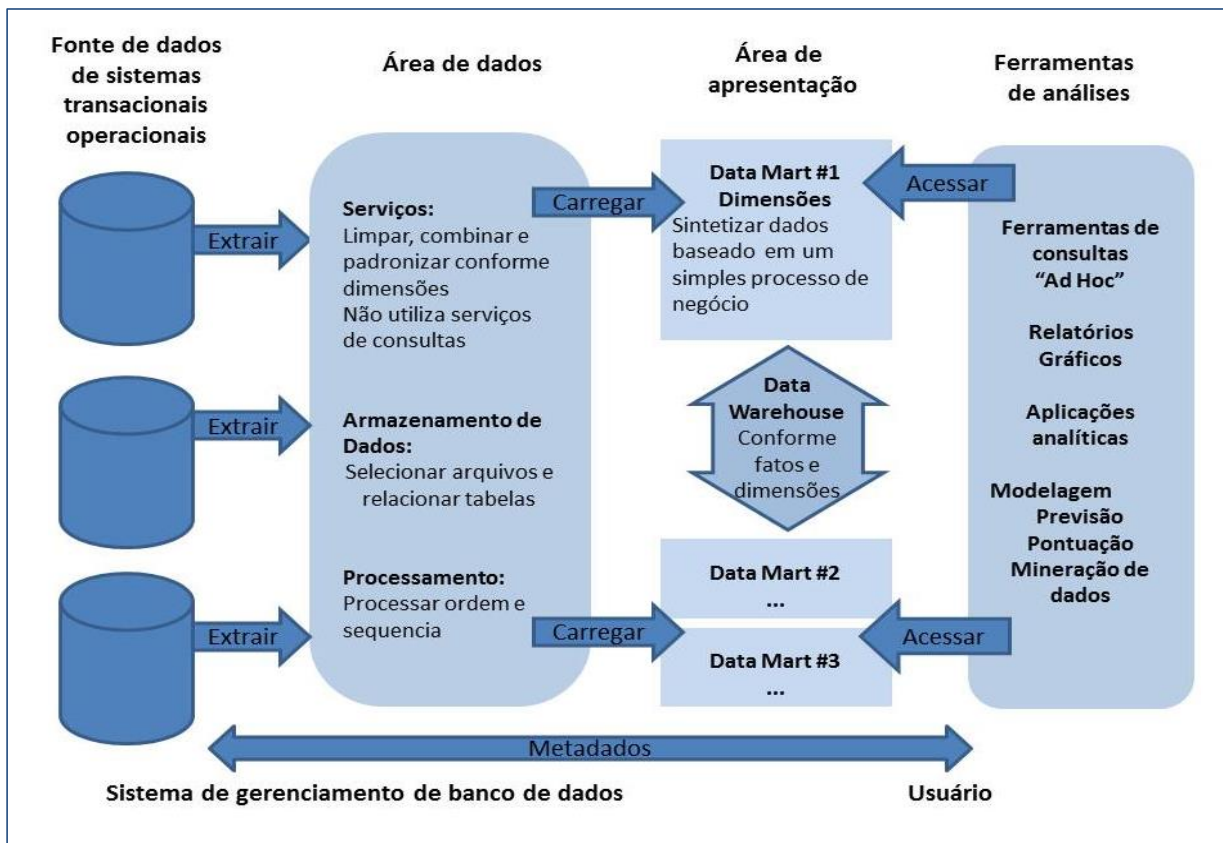 Fonte de dados
de sistemas
transacionais
operacionais
Área de dados
Área de
apresentação
Ferramentas
de análises
Extrair
Extrair
Extrair
Serviços:
Limpar, combinar e
padronizar conforme
dimensões
Não utiliza serviços
de consultas
Armazenamento de
Dados:
Selecionar arquivos e
relacionar tabelas
Processamento:
Processar ordem e
sequencia
Carregar
Carregar
Data Mart #1
Dimensões
Sintetizar dados
baseado em um
simples processo de
negócio
Data
Warehouse
Conforme
fatos e
dimensões
Data Mart #2
...
Data Mart #3
...
Acessar
Acessar
Ferramentas de
consultas
“Ad Hoc”
Relatórios
Gráficos
Aplicações
analíticas
Modelagem
Previsão
Pontuação
Mineração de
dados
Metadados
Sistema de gerenciamento de banco de dados
Usuário